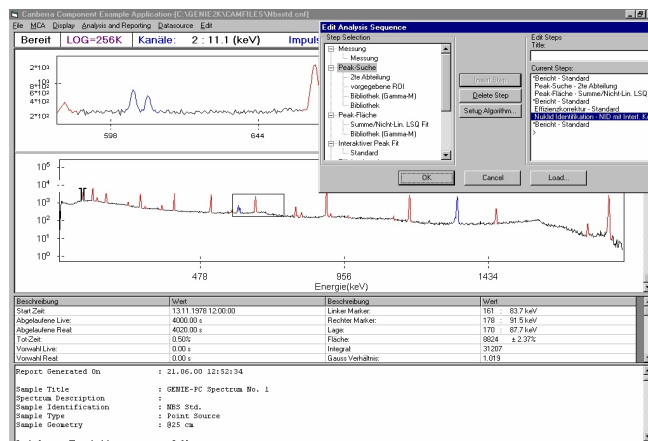 Canberra Component Example Application [C:\GENIE2K\CAMFILES\Nbsstd.cnf]
File MCA Display Analysis and Reporting Datasource Edit
Bereit LOG=256K Kanäle: 2 : 11.1 (keV) Impuls
2*10³
6*10²
4*10²
2*10²
598 644
10⁵
10⁴
10³
10²
10¹
10⁰
478 956 1434
Energie(keV)
Edit Analysis Sequence
Step Selection
Messung
Messung
Peak-Suche
2te Abteilung
vorgegebene ROI
Bibliothek (Gamma-M)
Bibliothek
Peak-Fläche
Summe/Nicht-Lin. LSQ Fit
Bibliothek (Gamma-M)
Interaktiver Peak Fit
Standard
Insert Step
Delete Step
Setup Algorithm...
Edit Steps
Title:
Current Steps:
*Bericht - Standard
Peak-Suche - 2te Abteilung
Peak-Fläche - Summe/Nicht-Lin. LSQ
*Bericht - Standard
Effizienzkorrektur - Standard
Nuklid Identifikation - NID mit Interf. K
*Bericht - Standard
>
OK Cancel Load...
Beschreibung Wert Beschreibung Wert
Start Zeit: 13.11.1978 12:00:00 Linker Marker: 161 : 83.7 keV
Abgelaufene Live: 4000.00 s Rechter Marker: 178 : 91.5 keV
Abgelaufene Real: 4020.00 s Lage: 170 : 87.7 keV
Tot-Zeit: 0.50% Fläche: 8824 ± 2.37%
Vorwahl Live: 0.00 s Integral: 31207
Vorwahl Real: 0.00 s Gauss Verhältnis: 1.019
Report Generated On : 21.06.00 12:52:34
Sample Title : GENIE-PC Spectrum No. 1
Spectrum Description :
Sample Identification : NBS Std.
Sample Type : Point Source
Sample Geometry : @25 cm